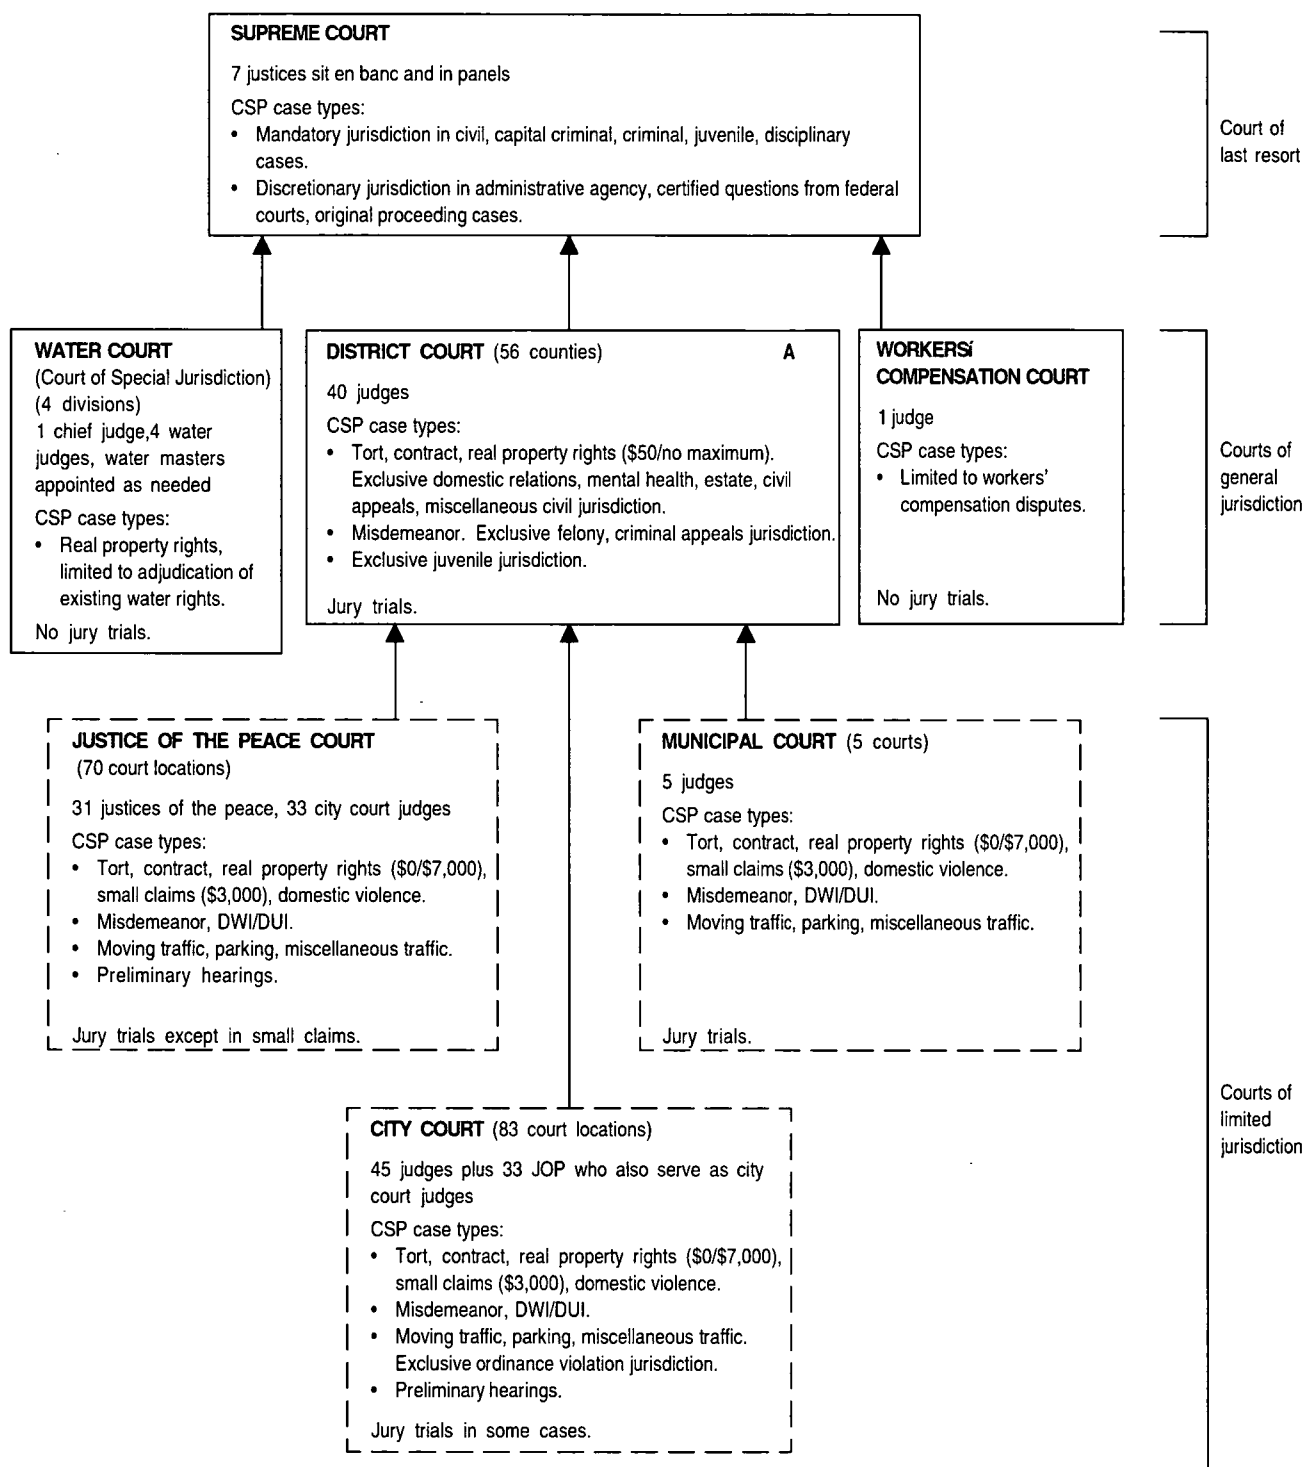 SUPREME COURT
7 justices sit en banc and in panels
CSP case types:
• Mandatory jurisdiction in civil, capital criminal, criminal, juvenile, disciplinary
cases.
• Discretionary jurisdiction in administrative agency, certified questions from federal
courts, original proceeding cases.
Court of
last resort
WATER COURT
(Court of Special Jurisdiction)
(4 divisions)
1 chief judge,4 water
judges, water masters
appointed as needed
CSP case types:
• Real property rights,
limited to adjudication of
existing water rights.
No jury trials.
DISTRICT COURT (56 counties) A
40 judges
CSP case types:
• Tort, contract, real property rights ($50/no maximum).
Exclusive domestic relations, mental health, estate, civil
appeals, miscellaneous civil jurisdiction.
• Misdemeanor. Exclusive felony, criminal appeals jurisdiction.
• Exclusive juvenile jurisdiction.
Jury trials.
WORKERSí
COMPENSATION COURT
1 judge
CSP case types:
• Limited to workers'
compensation disputes.
No jury trials.
Courts of
general
jurisdiction
JUSTICE OF THE PEACE COURT
(70 court locations)
31 justices of the peace, 33 city court judges
CSP case types:
• Tort, contract, real property rights ($0/$7,000),
small claims ($3,000), domestic violence.
• Misdemeanor, DWI/DUI.
• Moving traffic, parking, miscellaneous traffic.
• Preliminary hearings.
Jury trials except in small claims.
MUNICIPAL COURT (5 courts)
5 judges
CSP case types:
• Tort, contract, real property rights ($0/$7,000),
small claims ($3,000), domestic violence.
• Misdemeanor, DWI/DUI.
• Moving traffic, parking, miscellaneous traffic.
Jury trials.
CITY COURT (83 court locations)
45 judges plus 33 JOP who also serve as city
court judges
CSP case types:
• Tort, contract, real property rights ($0/$7,000),
small claims ($3,000), domestic violence.
• Misdemeanor, DWI/DUI.
• Moving traffic, parking, miscellaneous traffic.
Exclusive ordinance violation jurisdiction.
• Preliminary hearings.
Jury trials in some cases.
Courts of
limited
jurisdiction